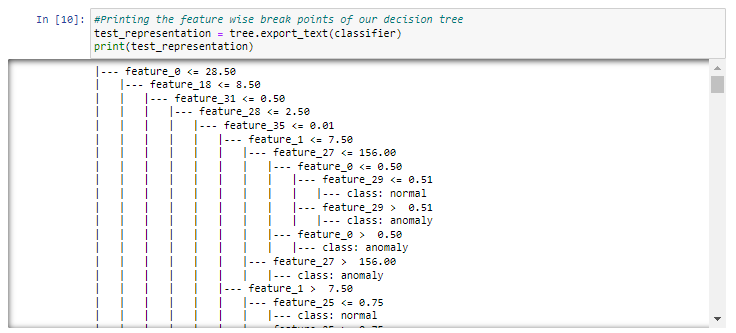 In [10]: #Printing the feature wise break points of our decision tree
test_representation = tree.export_text(classifier)
print(test_representation)
|--- feature_0 <= 28.50
|   |--- feature_18 <= 8.50
|   |   |--- feature_31 <= 0.50
|   |   |   |--- feature_28 <= 2.50
|   |   |   |   |--- feature_35 <= 0.01
|   |   |   |   |   |--- feature_1 <= 7.50
|   |   |   |   |   |   |--- feature_27 <= 156.00
|   |   |   |   |   |   |   |--- feature_0 <= 0.50
|   |   |   |   |   |   |   |   |--- feature_29 <= 0.51
|   |   |   |   |   |   |   |   |   |--- class: normal
|   |   |   |   |   |   |   |   |--- feature_29 >  0.51
|   |   |   |   |   |   |   |   |   |--- class: anomaly
|   |   |   |   |   |   |   |--- feature_0 >  0.50
|   |   |   |   |   |   |   |   |--- class: anomaly
|   |   |   |   |   |   |--- feature_27 >  156.00
|   |   |   |   |   |   |   |--- class: anomaly
|   |   |   |   |   |--- feature_1 >  7.50
|   |   |   |   |   |   |--- feature_25 <= 0.75
|   |   |   |   |   |   |   |--- class: normal